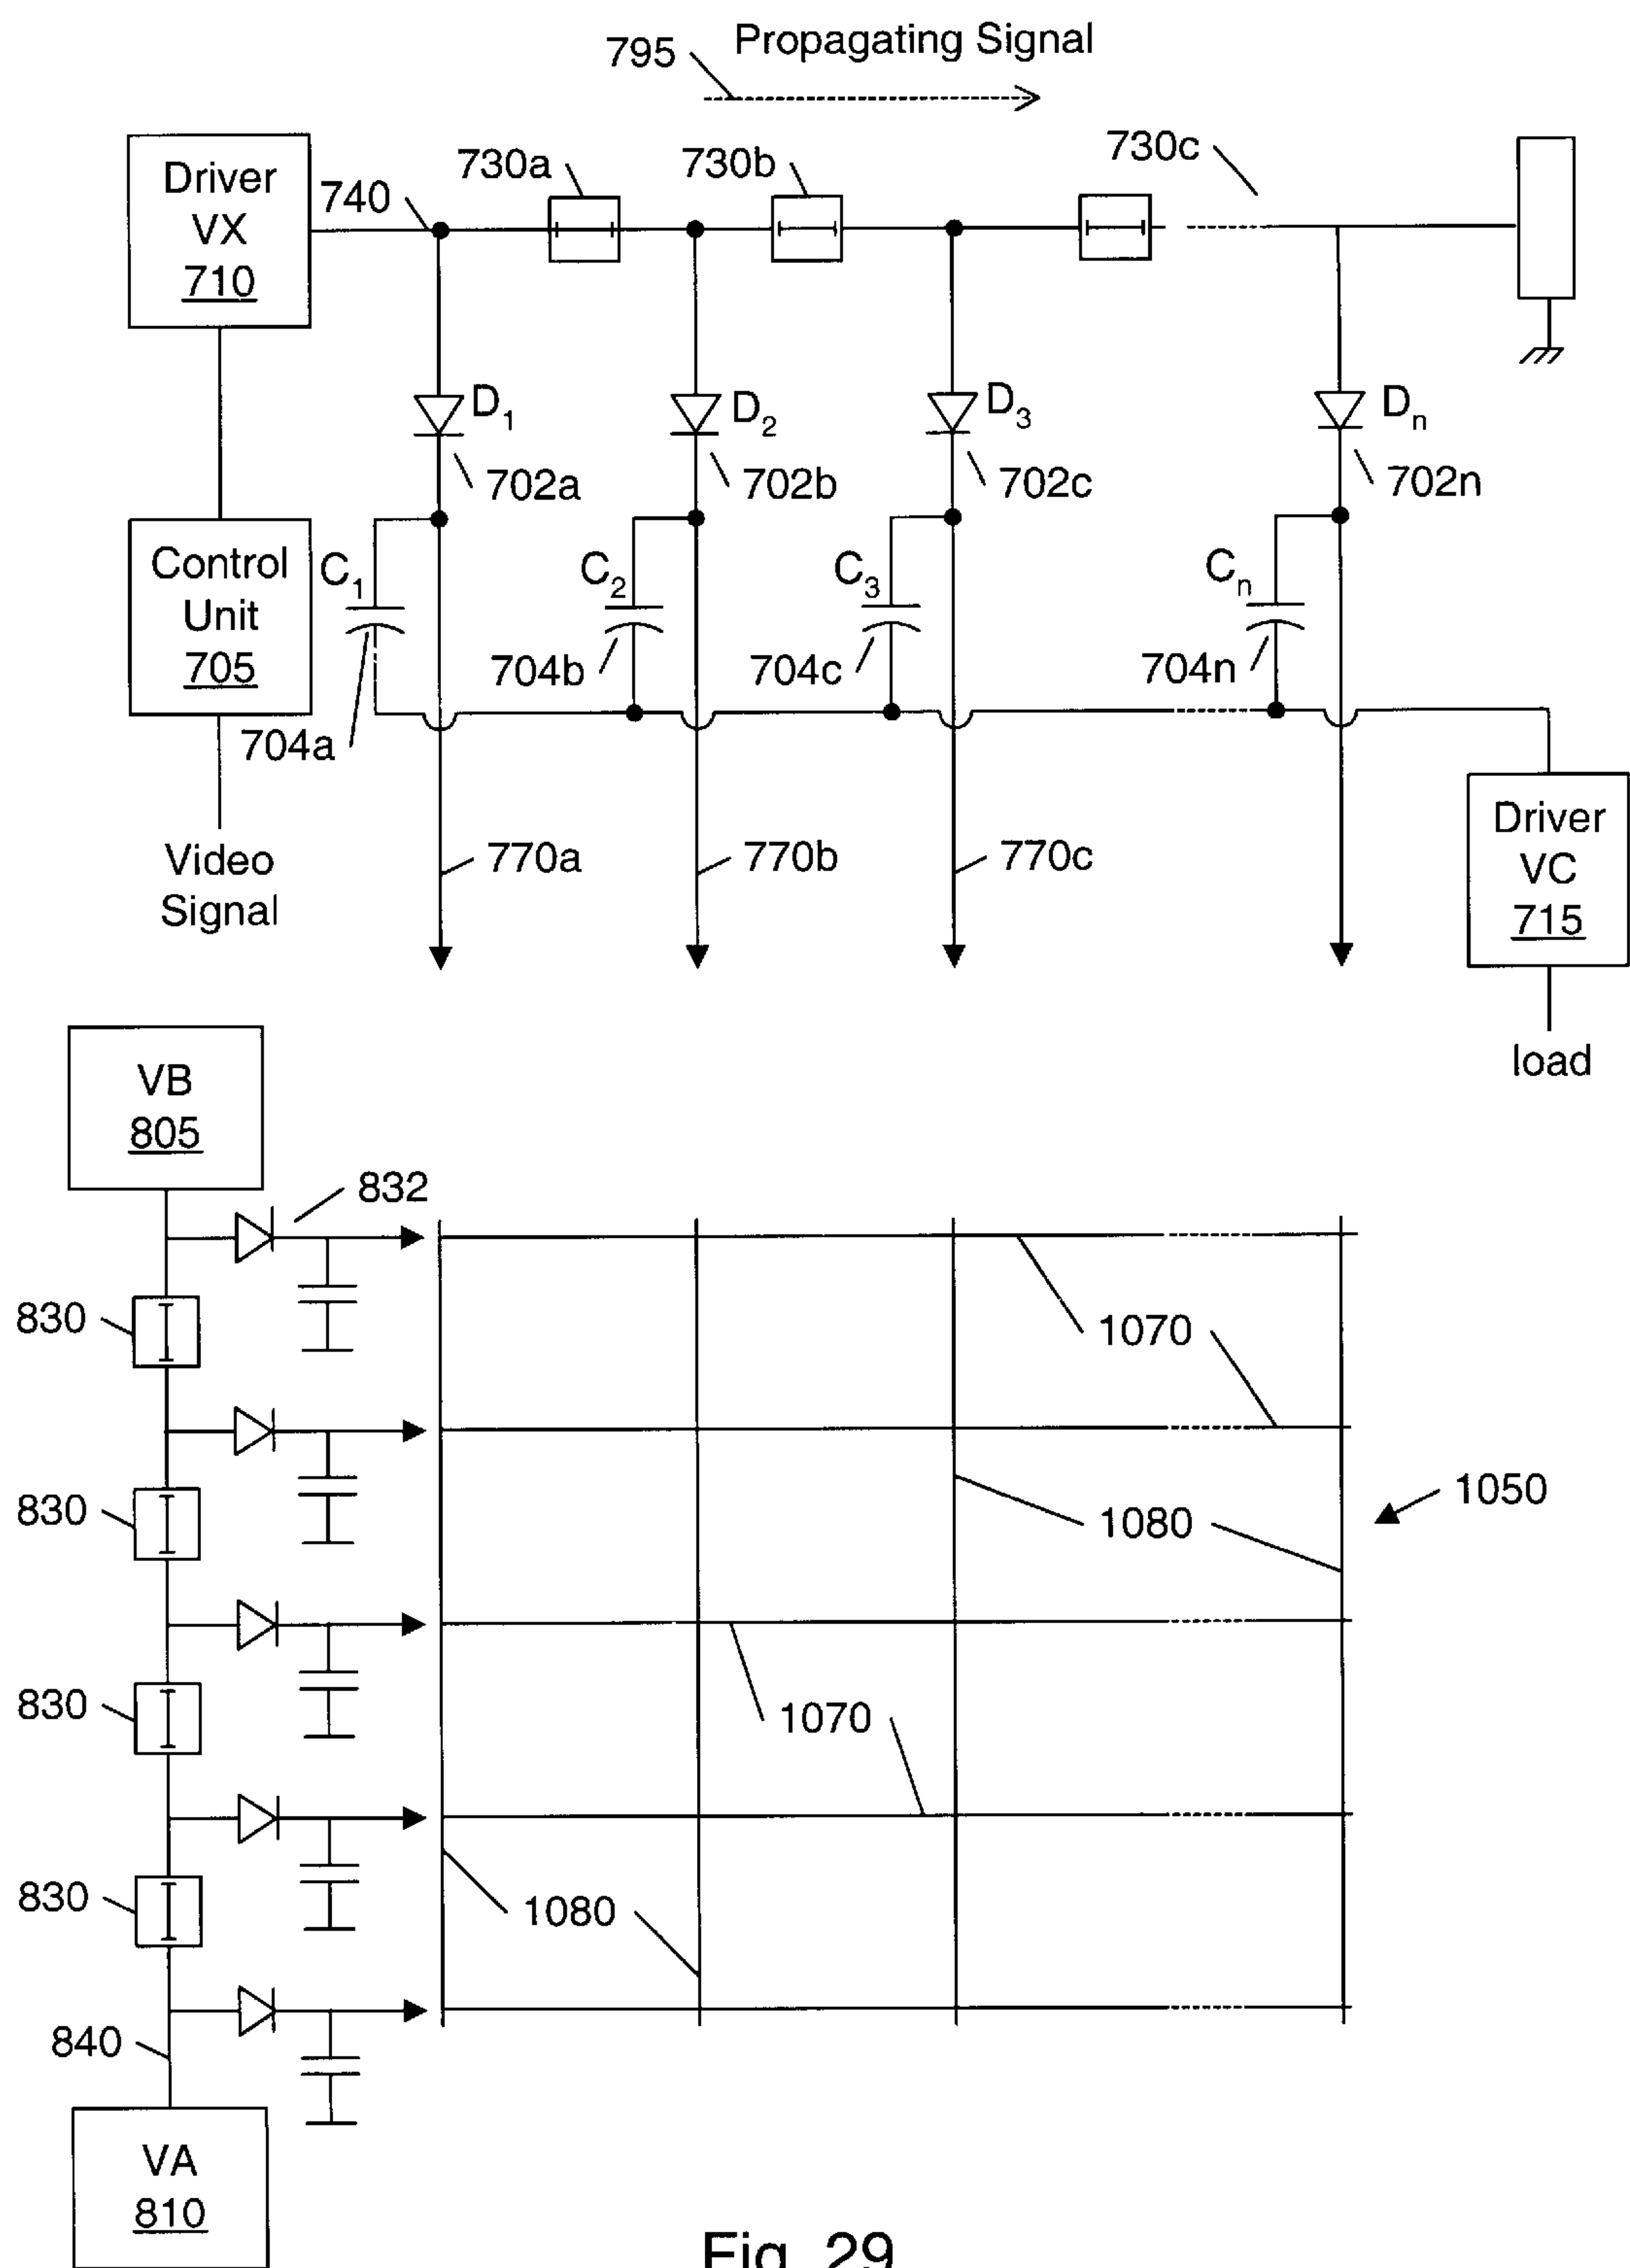 795 Propagating Signal
Driver
VX
710
740
730a
730b
730c
D1
D2
D3
Dn
702a
702b
702c
702n
Control
Unit
705
C1
C2
C3
Cn
704a
704b
704c
704n
Video
Signal
770a
770b
770c
Driver
VC
715
load
VB
805
832
830
1070
830
1050
1080
830
1070
830
1080
840
VA
810
Fig. 29